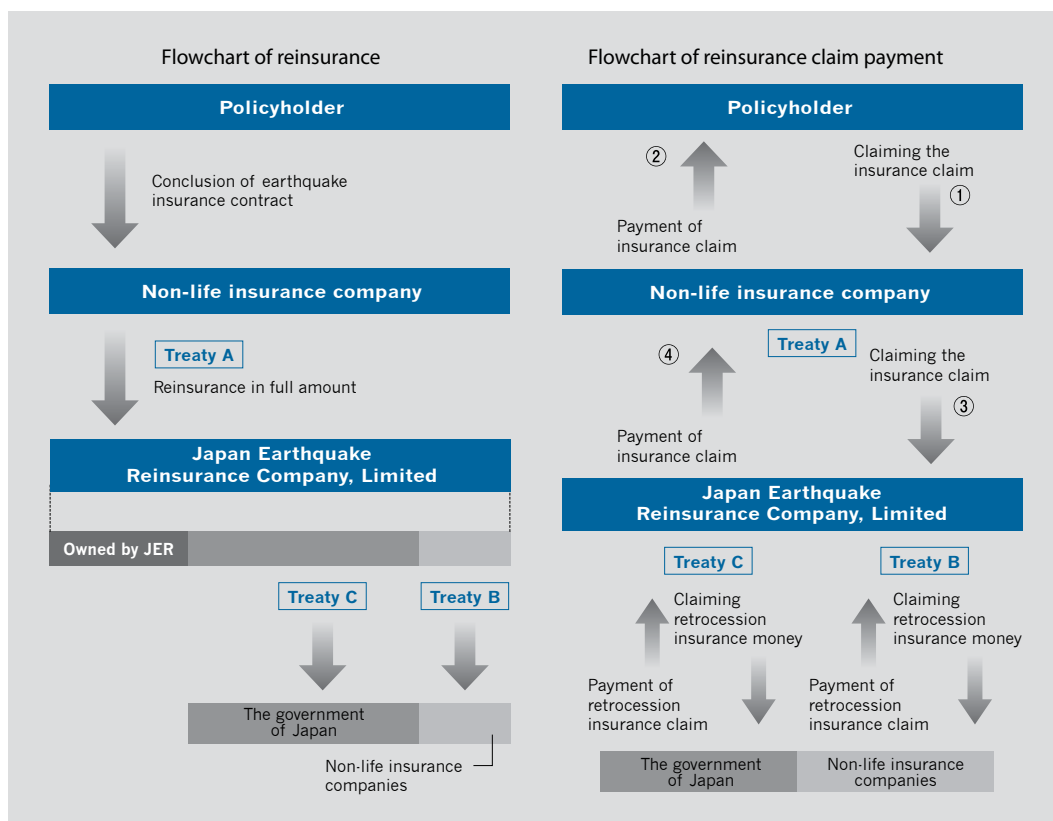 Flowchart of reinsurance
Policyholder
Conclusion of earthquake
insurance contract
Non-life insurance company
Treaty A
Reinsurance in full amount
Japan Earthquake
Reinsurance Company, Limited
Owned by JER
Treaty C
Treaty B
The government
of Japan
Non-life insurance
companies
Flowchart of reinsurance claim payment
Policyholder
②
Payment of
insurance claim
Claiming the
insurance claim
①
Non-life insurance company
Treaty A
④
Payment of
insurance claim
Claiming the
insurance claim
③
Japan Earthquake
Reinsurance Company, Limited
Treaty C
Claiming
retrocession
insurance money
Payment of
retrocession
insurance claim
Treaty B
Claiming
retrocession
insurance money
Payment of
retrocession
insurance claim
The government
of Japan
Non-life insurance
companies